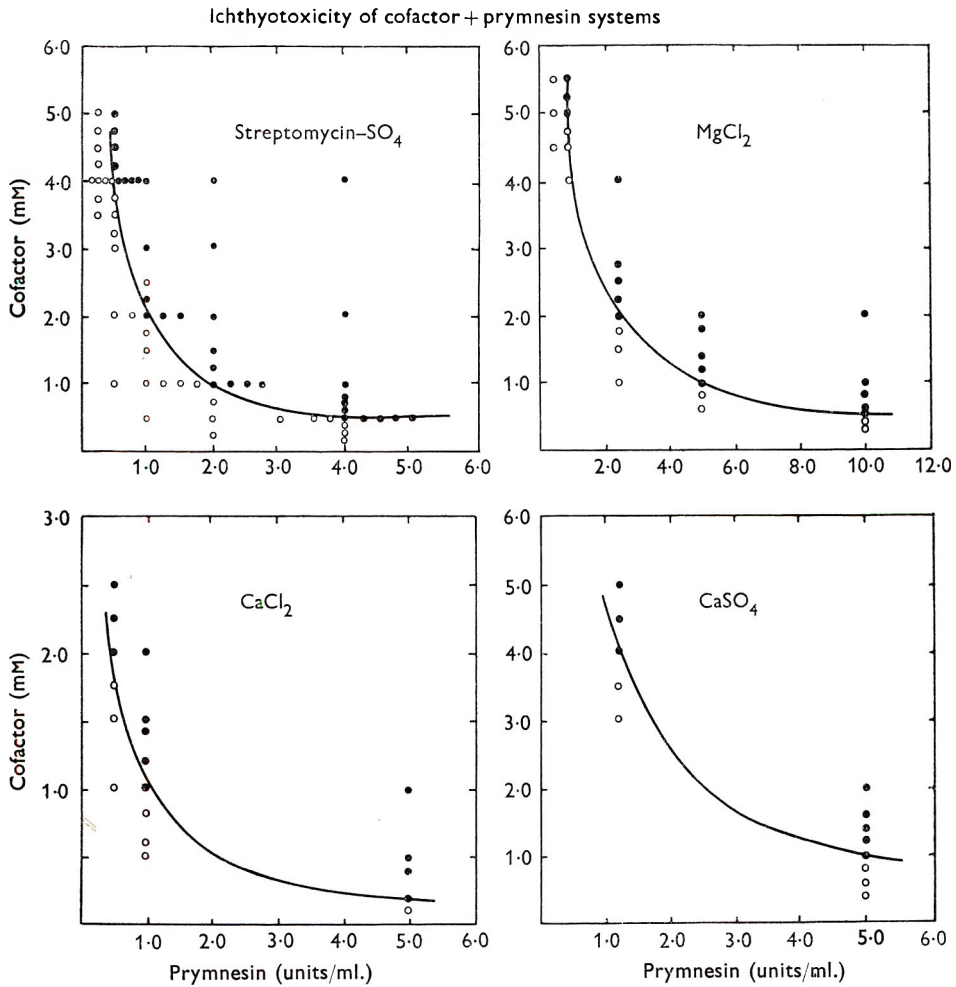 Ichthyotoxicity of cofactor + prymnesin systems
6·0
5·0
4·0
3·0
2·0
1·0
Cofactor (mM)
Streptomycin–SO4
1·0 2·0 3·0 4·0 5·0 6·0
6·0
5·0
4·0
3·0
2·0
1·0
MgCl2
2·0 4·0 6·0 8·0 10·0 12·0
3·0
2·0
1·0
Cofactor (mM)
CaCl2
1·0 2·0 3·0 4·0 5·0 6·0
Prymnesin (units/ml.)
6·0
5·0
4·0
3·0
2·0
1·0
CaSO4
1·0 2·0 3·0 4·0 5·0 6·0
Prymnesin (units/ml.)